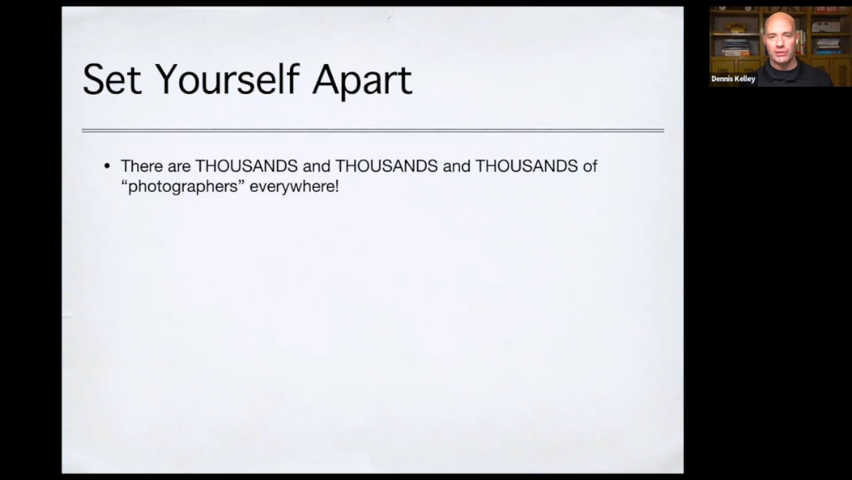 Set Yourself Apart
• There are THOUSANDS and THOUSANDS and THOUSANDS of
“photographers” everywhere!
Dennis Kelley